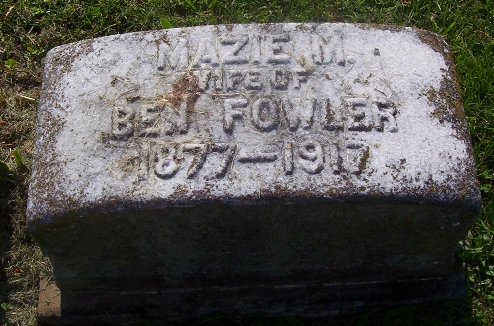 MAZIE M.
WIFE OF
BEN FOWLER
1877–1917